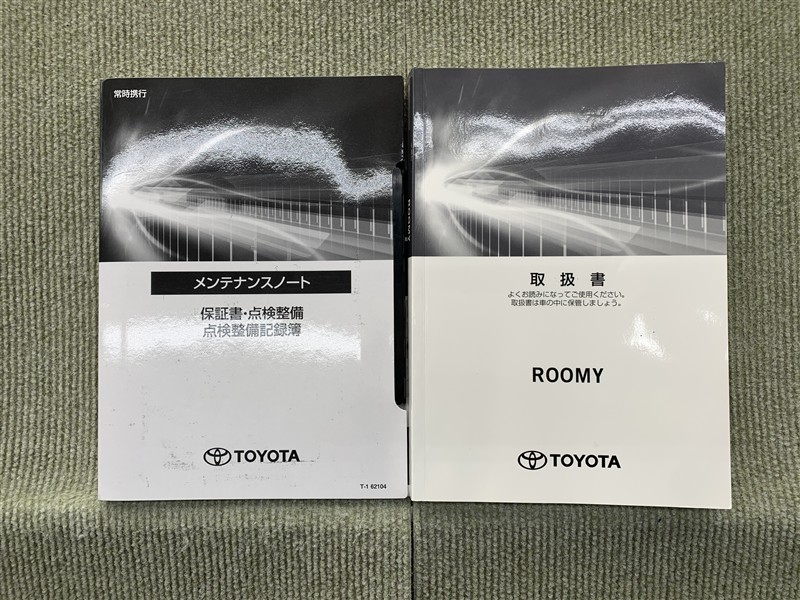 常時携行
メンテナンスノート
保証書・点検整備
点検整備記録簿
TOYOTA
T-1 62104
ROOMY
取扱書
よくお読みになってご使用ください。
取扱書は車の中に保管しましょう。
ROOMY
TOYOTA